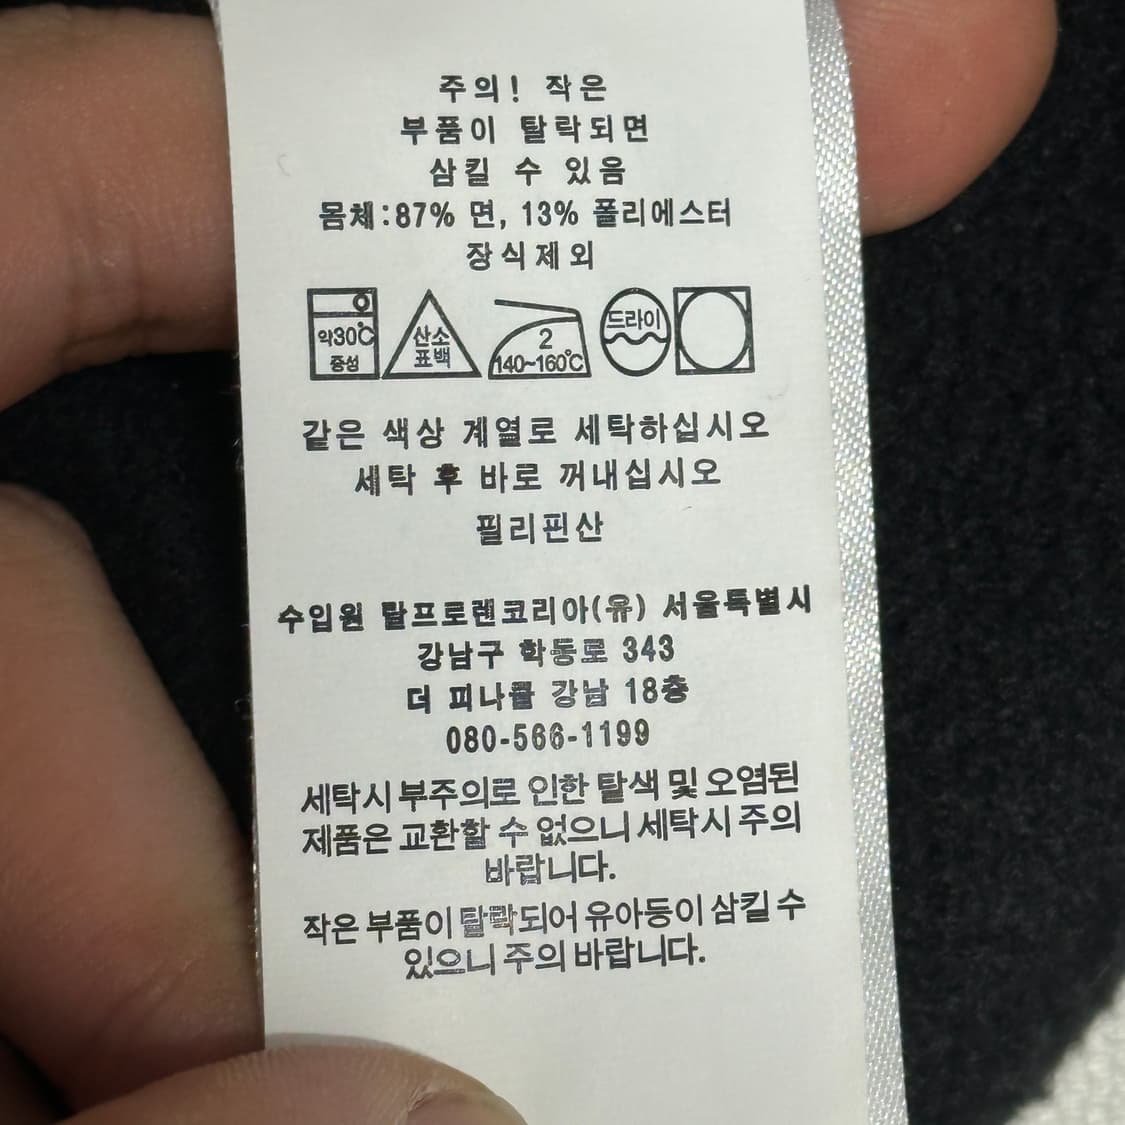 주의! 작은
부품이 탈락되면
삼킬 수 있음
몸체:87% 면, 13% 폴리에스터
장식제외
약30℃
중성
산소
표백
2
140~160℃
드라이
같은 색상 계열로 세탁하십시오
세탁 후 바로 꺼내십시오
필리핀산
수입원 랄프로렌코리아(유) 서울특별시
강남구 학동로 343
더 피나클 강남 18층
080-566-1199
세탁시 부주의로 인한 탈색 및 오염된
제품은 교환할 수 없으니 세탁시 주의
바랍니다.
작은 부품이 탈락되어 유아등이 삼킬 수
있으니 주의 바랍니다.